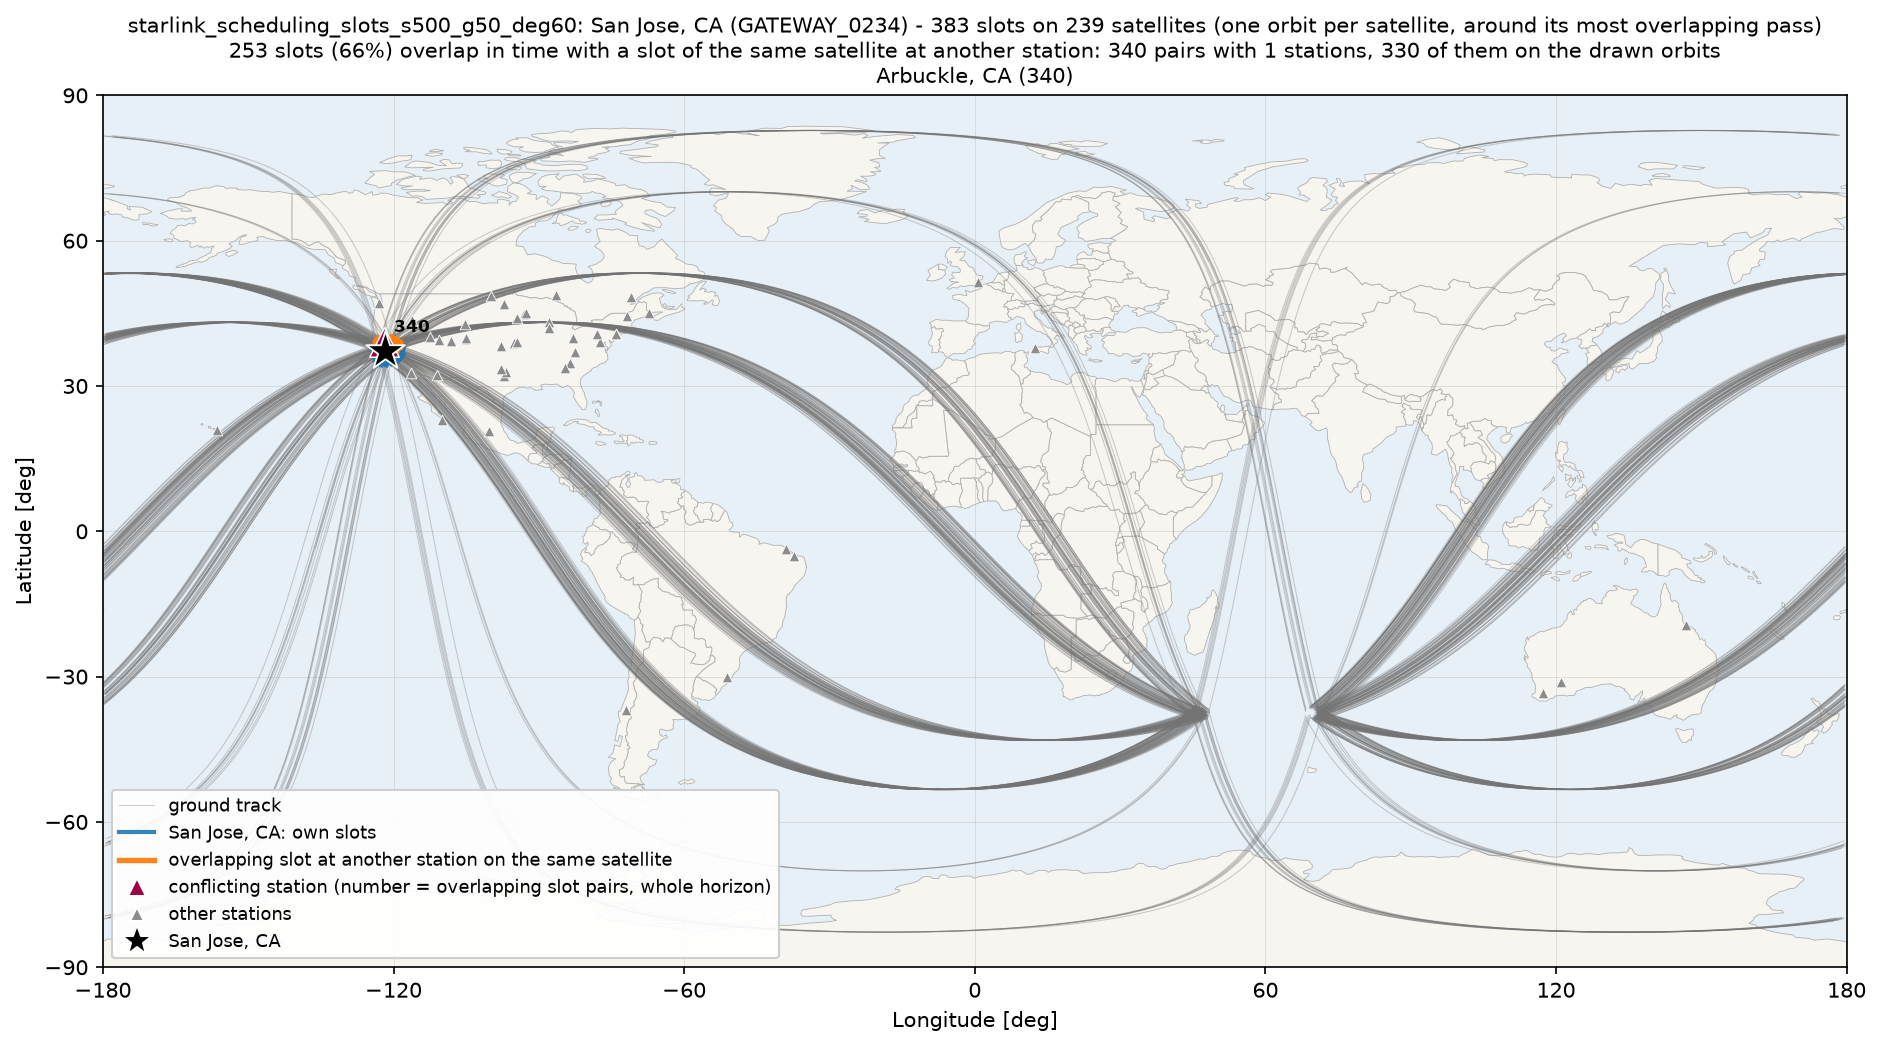 starlink_scheduling_slots_s500_g50_deg60: San Jose, CA (GATEWAY_0234) - 383 slots on 239 satellites (one orbit per satellite, around its most overlapping pass)
253 slots (66%) overlap in time with a slot of the same satellite at another station: 340 pairs with 1 stations, 330 of them on the drawn orbits
Arbuckle, CA (340)
90
60
30
0
−30
−60
−90
Latitude [deg]
340
ground track
San Jose, CA: own slots
overlapping slot at another station on the same satellite
conflicting station (number = overlapping slot pairs, whole horizon)
other stations
San Jose, CA
−180
−120
−60
0
60
120
180
Longitude [deg]